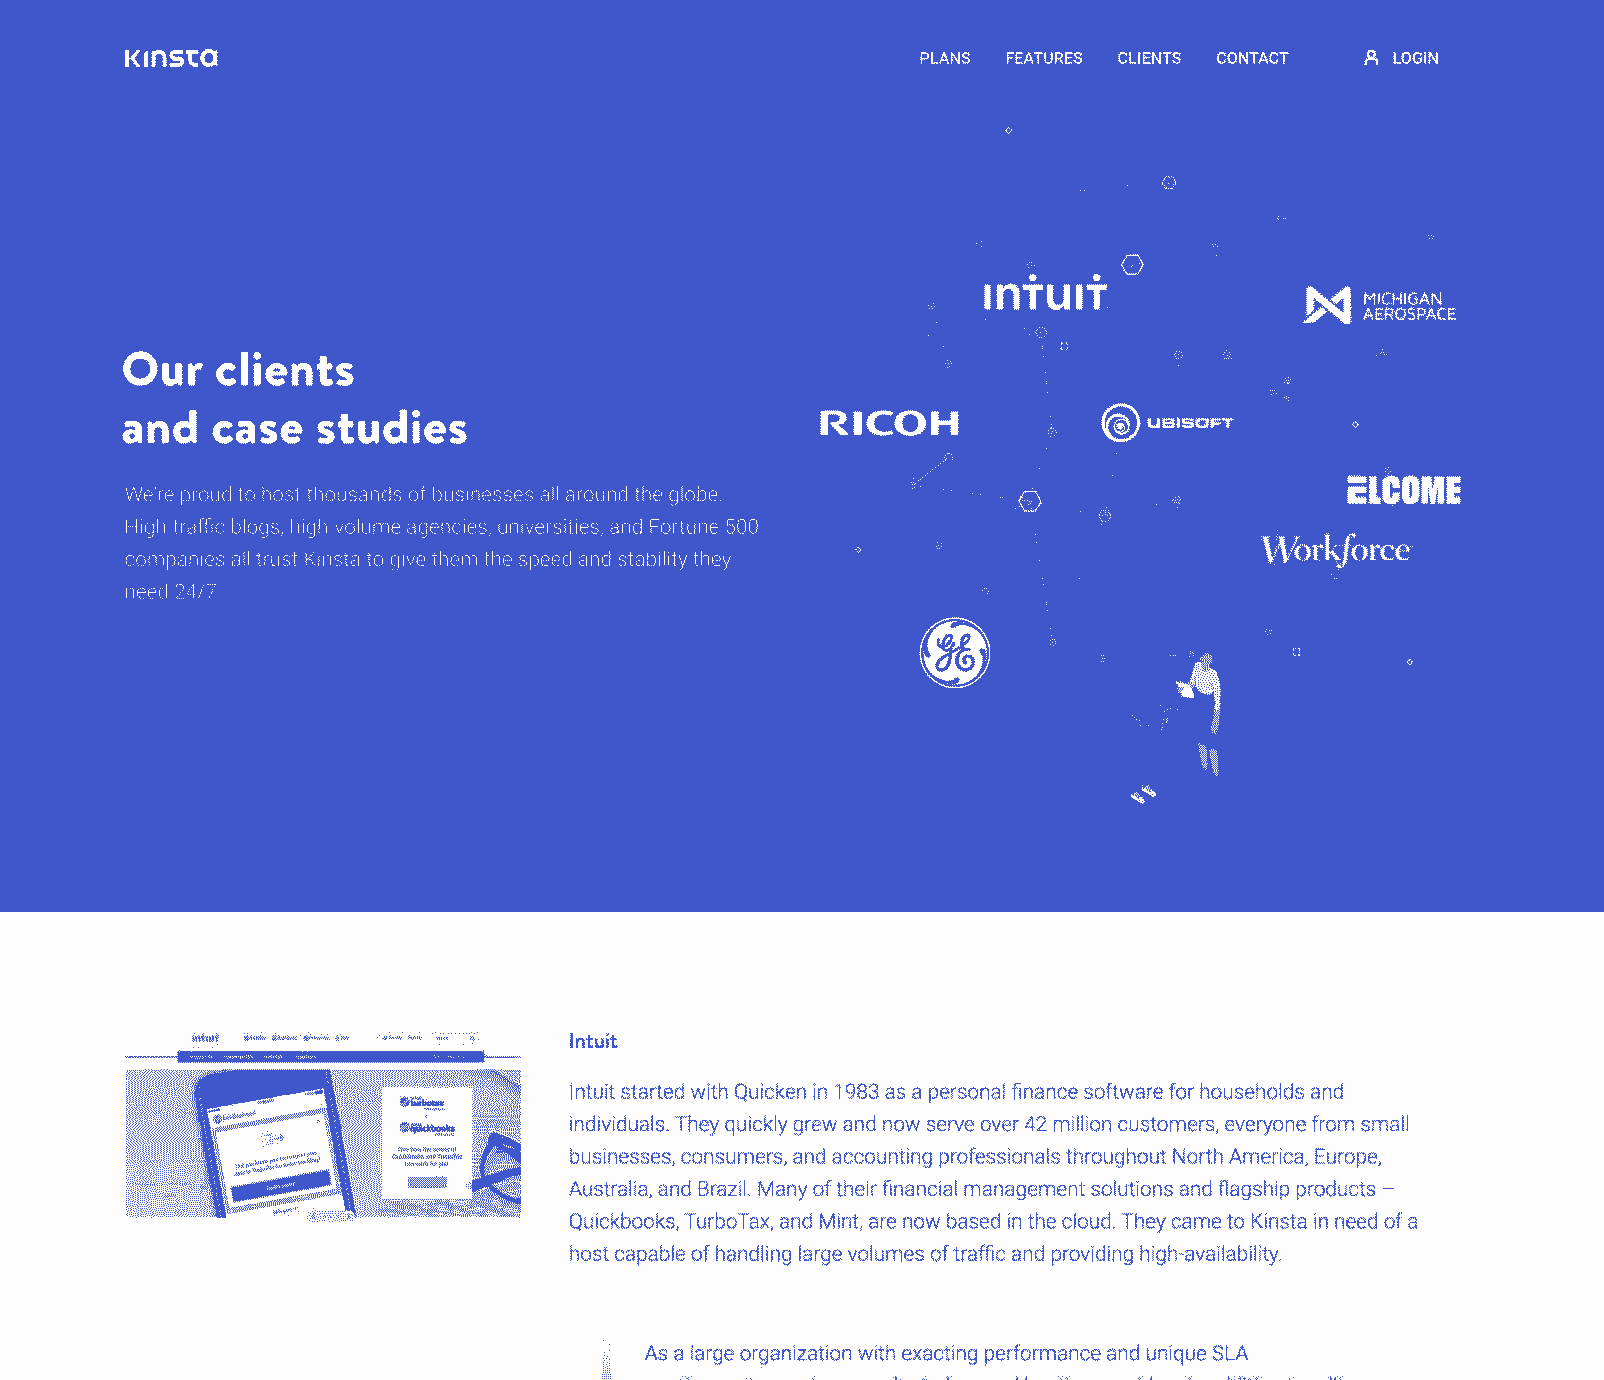 Kinsta
PLANS FEATURES CLIENTS CONTACT LOGIN
intuit
MICHIGAN
AEROSPACE
Our clients
and case studies
RICOH
UBISOFT
ELCOME
We're proud to host thousands of businesses all around the globe.
High traffic blogs, high volume agencies, universities, and Fortune 500
companies all trust Kinsta to give them the speed and stability they
need 24/7
Workforce
GE
intuit
turbotax
quickbooks
Intuit
Intuit started with Quicken in 1983 as a personal finance software for households and
individuals. They quickly grew and now serve over 42 million customers, everyone from small
businesses, consumers, and accounting professionals throughout North America, Europe,
Australia, and Brazil. Many of their financial management solutions and flagship products –
Quickbooks, TurboTax, and Mint, are now based in the cloud. They came to Kinsta in need of a
host capable of handling large volumes of traffic and providing high-availability.
As a large organization with exacting performance and unique SLA